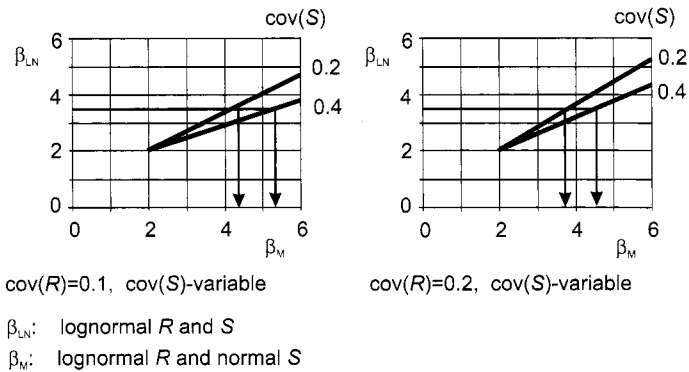 cov(S)
6
β_LN
0.2
4
0.4
2
0
0 2 4 6
β_M
cov(R)=0.1, cov(S)-variable
cov(S)
6
β_LN
0.2
4
0.4
2
0
0 2 4 6
β_M
cov(R)=0.2, cov(S)-variable
β_LN: lognormal R and S
β_M: lognormal R and normal S